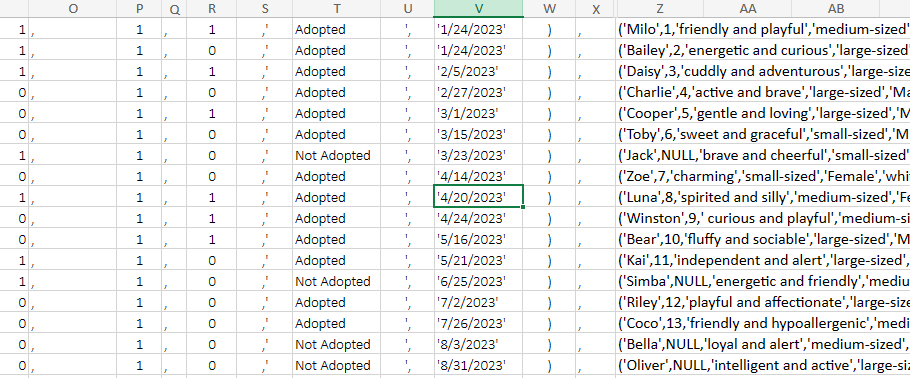 O P Q R S T U V W X Z AA AB
1 , 1 , 1 ,' Adopted ', '1/24/2023' ) , ('Milo',1,'friendly and playful','medium-sized'
1 , 1 , 0 ,' Adopted ', '1/24/2023' ) , ('Bailey',2,'energetic and curious','large-sized'
1 , 1 , 1 ,' Adopted ', '2/5/2023' ) , ('Daisy',3,'cuddly and adventurous','large-size
0 , 1 , 0 ,' Adopted ', '2/27/2023' ) , ('Charlie',4,'active and brave','large-sized','Ma
0 , 1 , 1 ,' Adopted ', '3/1/2023' ) , ('Cooper',5,'gentle and loving','large-sized','M
0 , 1 , 0 ,' Adopted ', '3/15/2023' ) , ('Toby',6,'sweet and graceful','small-sized','M
1 , 1 , 0 ,' Not Adopted ', '3/23/2023' ) , ('Jack',NULL,'brave and cheerful','small-sized'
0 , 1 , 0 ,' Adopted ', '4/14/2023' ) , ('Zoe',7,'charming','small-sized','Female','whi
1 , 1 , 0 ,' Adopted ', '4/20/2023' ) , ('Luna',8,'spirited and silly','medium-sized','Fe
1 , 1 , 1 ,' Adopted ', '4/24/2023' ) , ('Winston',9,' curious and playful','medium-si
0 , 1 , 1 ,' Adopted ', '5/16/2023' ) , ('Bear',10,'fluffy and sociable','large-sized','M
1 , 1 , 0 ,' Adopted ', '5/21/2023' ) , ('Kai',11,'independent and alert','large-sized',
1 , 1 , 0 ,' Not Adopted ', '6/25/2023' ) , ('Simba',NULL,'energetic and friendly','mediu
0 , 1 , 0 ,' Adopted ', '7/2/2023' ) , ('Riley',12,'playful and affectionate','large-size
0 , 1 , 0 ,' Adopted ', '7/26/2023' ) , ('Coco',13,'friendly and hypoallergenic','medi
0 , 1 , 0 ,' Not Adopted ', '8/3/2023' ) , ('Bella',NULL,'loyal and alert','medium-sized',
0 , 1 , 0 ,' Not Adopted ', '8/31/2023' ) , ('Oliver',NULL,'intelligent and active','large-si